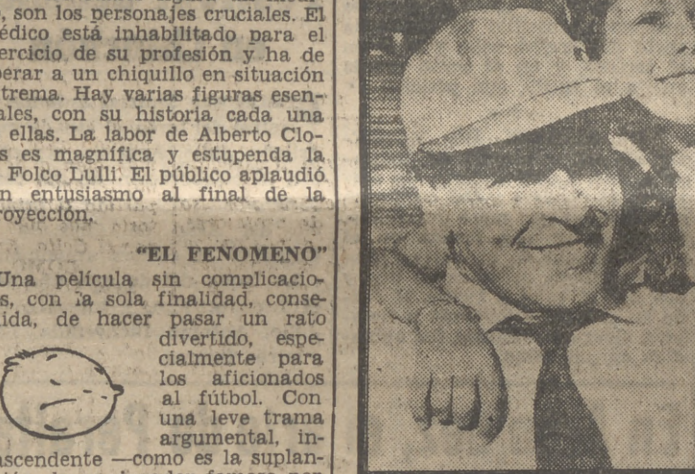 , son los personajes cruciales. El
édico está inhabilitado para el
ercicio de su profesión y ha de
erar a un chiquillo en situación
trema. Hay varias figuras esen-
ales, con su historia cada una
ellas. La labor de Alberto Clo-
s es magnífica y estupenda la
Folco Lulli. El público aplaudió
n entusiasmo al final de la
royección.
"EL FENOMENO"
Una película sin complicacio-
s, con la sola finalidad, conse-
ida, de hacer pasar un rato
divertido, espe-
cialmente para
los aficionados
al fútbol. Con
una leve trama
argumental, in-
ascendente —como es la suplan-